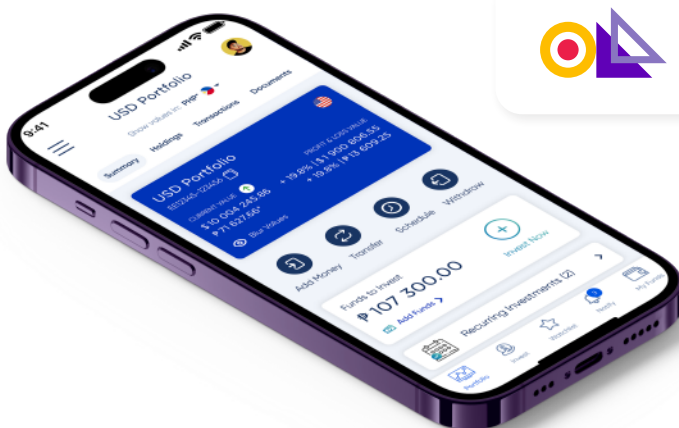 9:41
USD Portfolio
Show values in: PHP
Summary
Holdings
Transactions
Documents
USD Portfolio
EE12345-123456
CURRENT VALUE
$ 10 004 245.86
₱ 71 627.66*
Blur Values
PROFIT & LOSS VALUE
+ 19.8% | $ 1 900 806.55
+ 19.8% | ₱ 13 609.25
Add Money
Transfer
Schedule
Withdraw
Funds to Invest
₱ 107 300.00
Add Funds >
Invest Now
Recurring Investments (2)
Portfolio
Invest
Watchlist
Notify
My Funds